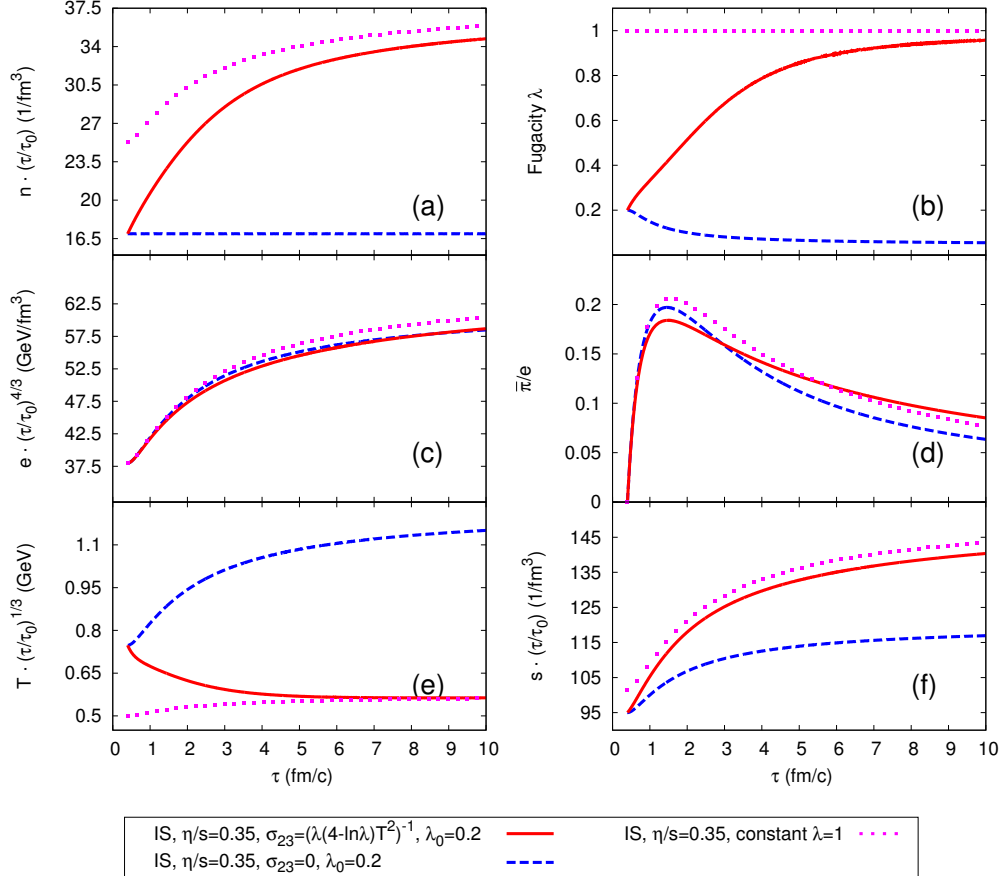 37.5
34
30.5
27
23.5
20
16.5
n · (τ/τ0) (1/fm3)
(a)
1
0.8
0.6
0.4
0.2
Fugacity λ
(b)
62.5
57.5
52.5
47.5
42.5
37.5
e · (τ/τ0)4/3 (GeV/fm3)
(c)
0.2
0.15
0.1
0.05
0
π̄/e
(d)
1.1
0.95
0.8
0.65
0.5
T · (τ/τ0)1/3 (GeV)
(e)
0 1 2 3 4 5 6 7 8 9 10
τ (fm/c)
145
135
125
115
105
95
s · (τ/τ0) (1/fm3)
(f)
0 1 2 3 4 5 6 7 8 9 10
τ (fm/c)
IS, η/s=0.35, σ23=(λ(4-lnλ)T2)-1, λ0=0.2
IS, η/s=0.35, σ23=0, λ0=0.2
IS, η/s=0.35, constant λ=1